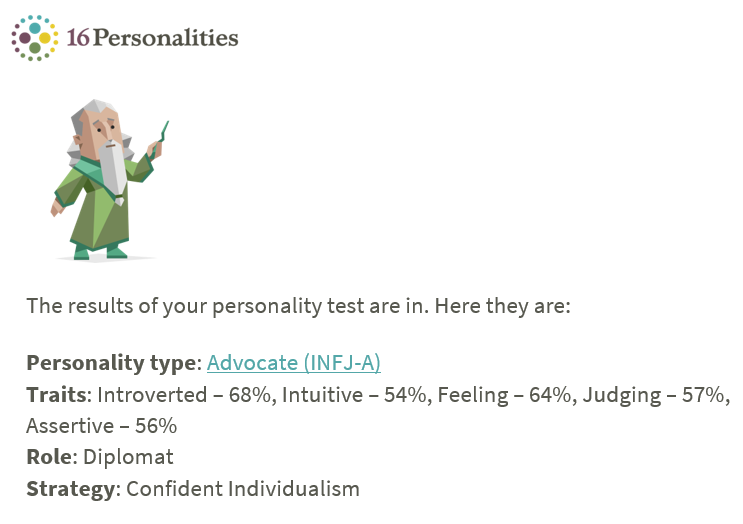 16Personalities
The results of your personality test are in. Here they are:
Personality type: Advocate (INFJ-A)
Traits: Introverted – 68%, Intuitive – 54%, Feeling – 64%, Judging – 57%,
Assertive – 56%
Role: Diplomat
Strategy: Confident Individualism